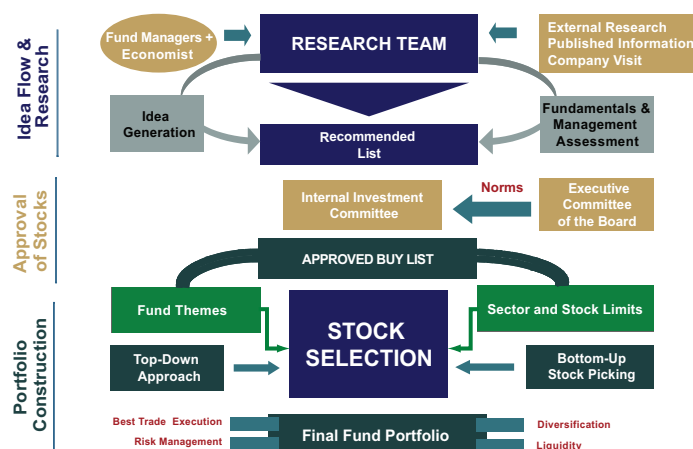 Idea Flow &
Research
Fund Managers +
Economist
RESEARCH TEAM
External Research
Published Information
Company Visit
Idea
Generation
Recommended
List
Fundamentals &
Management
Assessment
Approval
of Stocks
Internal Investment
Committee
Norms
Executive
Committee
of the Board
APPROVED BUY LIST
Portfolio
Construction
Fund Themes
STOCK
SELECTION
Sector and Stock Limits
Top-Down
Approach
Bottom-Up
Stock Picking
Best Trade Execution
Risk Management
Final Fund Portfolio
Diversification
Liquidity